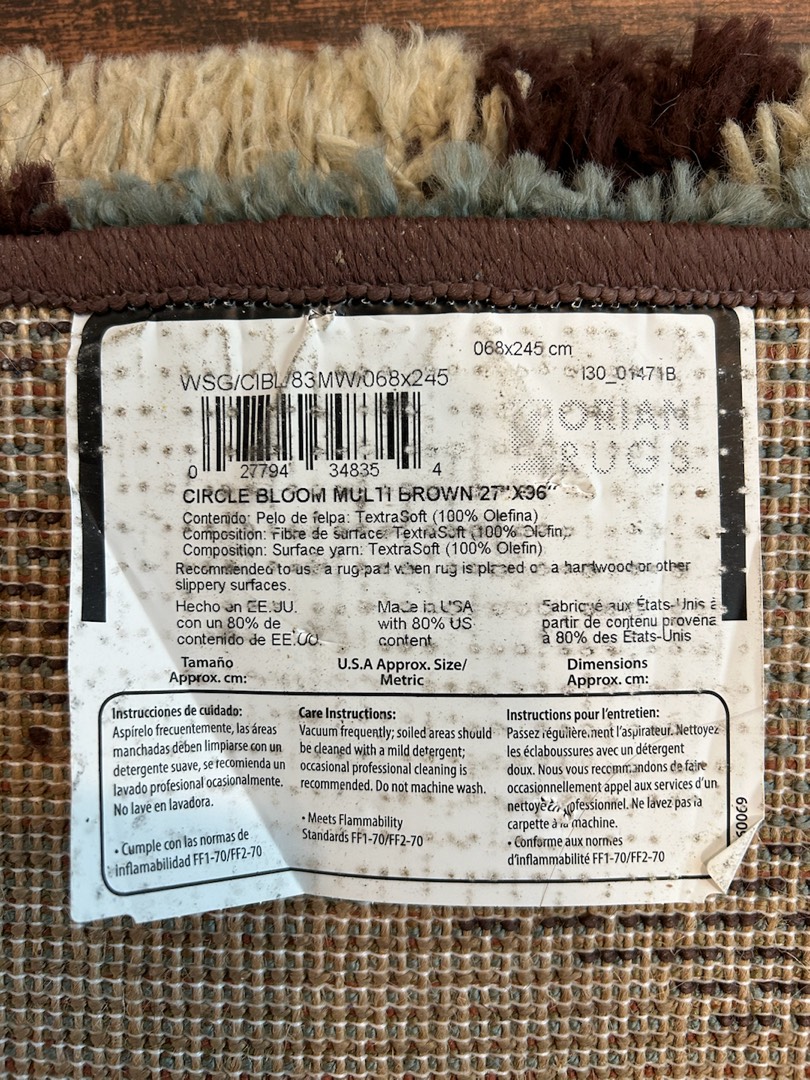 068x245 cm
WSG/CIBL/83MW/068x245
I30_01471B
ORIAN
RUGS
0 27794 34835 4
CIRCLE BLOOM MULTI BROWN 27"X96"
Contenido: Pelo de felpa: TextraSoft (100% Olefina)
Composition: Fibre de surface: TextraSoft (100% Olefin)
Composition: Surface yarn: TextraSoft (100% Olefin)
Recommended to use a rug pad when rug is placed on a hardwood or other
slippery surfaces.
Hecho en EE.UU.
con un 80% de
contenido de EE.UU.
Made in USA
with 80% US
content
Fabriqué aux États-Unis à
partir de contenu provena
à 80% des États-Unis
Tamaño
Approx. cm:
U.S.A Approx. Size/
Metric
Dimensions
Approx. cm:
Instrucciones de cuidado:
Aspírelo frecuentemente, las áreas
manchadas deben limpiarse con un
detergente suave, se recomienda un
lavado profesional ocasionalmente.
No lave en lavadora.
• Cumple con las normas de
inflamabilidad FF1-70/FF2-70
Care Instructions:
Vacuum frequently; soiled areas should
be cleaned with a mild detergent;
occasional professional cleaning is
recommended. Do not machine wash.
• Meets Flammability
Standards FF1-70/FF2-70
Instructions pour l'entretien:
Passez régulièrement l'aspirateur. Nettoyez
les éclaboussures avec un détergent
doux. Nous vous recommandons de faire
occasionnellement appel aux services d'un
nettoyeur professionnel. Ne lavez pas la
carpette à la machine.
• Conforme aux normes
d'inflammabilité FF1-70/FF2-70
50069